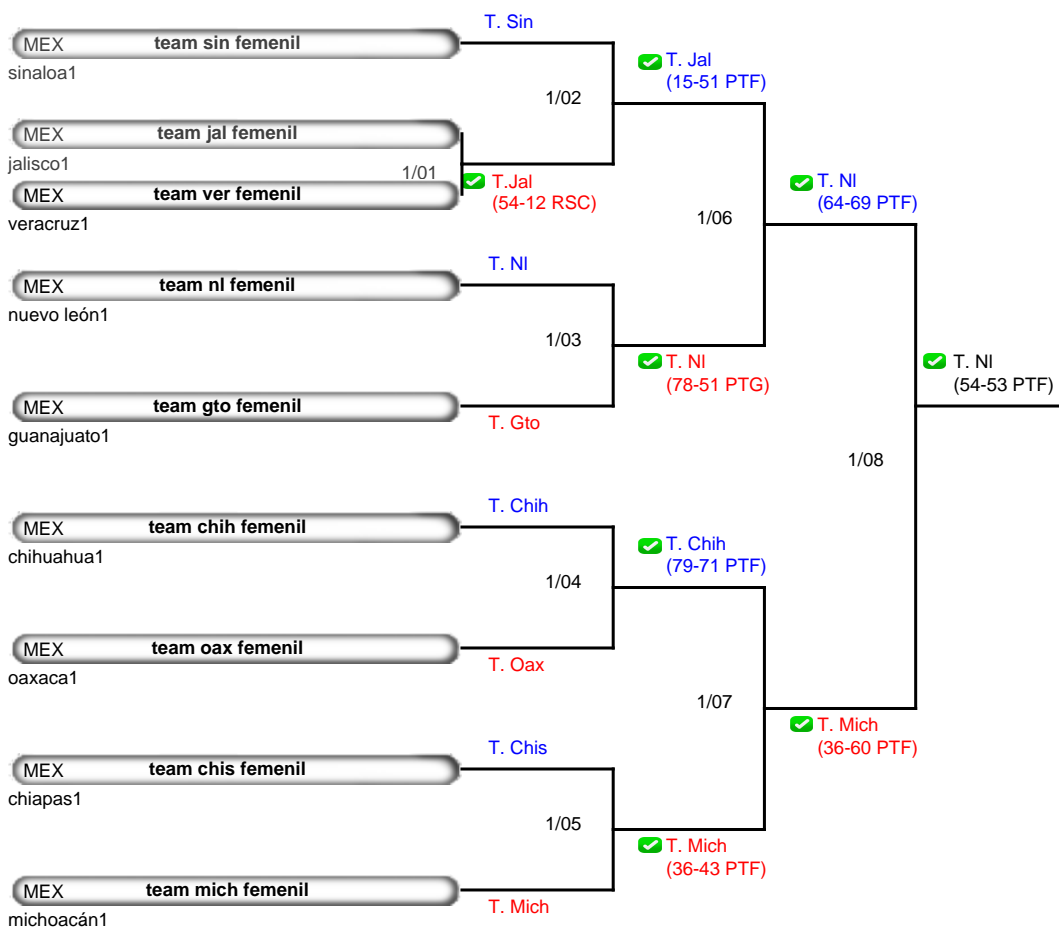 T. Sin
MEX team sin femenil
sinaloa1
T. Jal
(15-51 PTF)
1/02
MEX team jal femenil
jalisco1
1/01
T.Jal
(54-12 RSC)
MEX team ver femenil
veracruz1
T. Nl
(64-69 PTF)
1/06
T. Nl
MEX team nl femenil
nuevo león1
1/03
T. Nl
(78-51 PTG)
T. Nl
(54-53 PTF)
MEX team gto femenil
T. Gto
guanajuato1
1/08
T. Chih
MEX team chih femenil
chihuahua1
T. Chih
(79-71 PTF)
1/04
MEX team oax femenil
T. Oax
oaxaca1
1/07
T. Mich
(36-60 PTF)
T. Chis
MEX team chis femenil
chiapas1
1/05
T. Mich
(36-43 PTF)
MEX team mich femenil
T. Mich
michoacán1